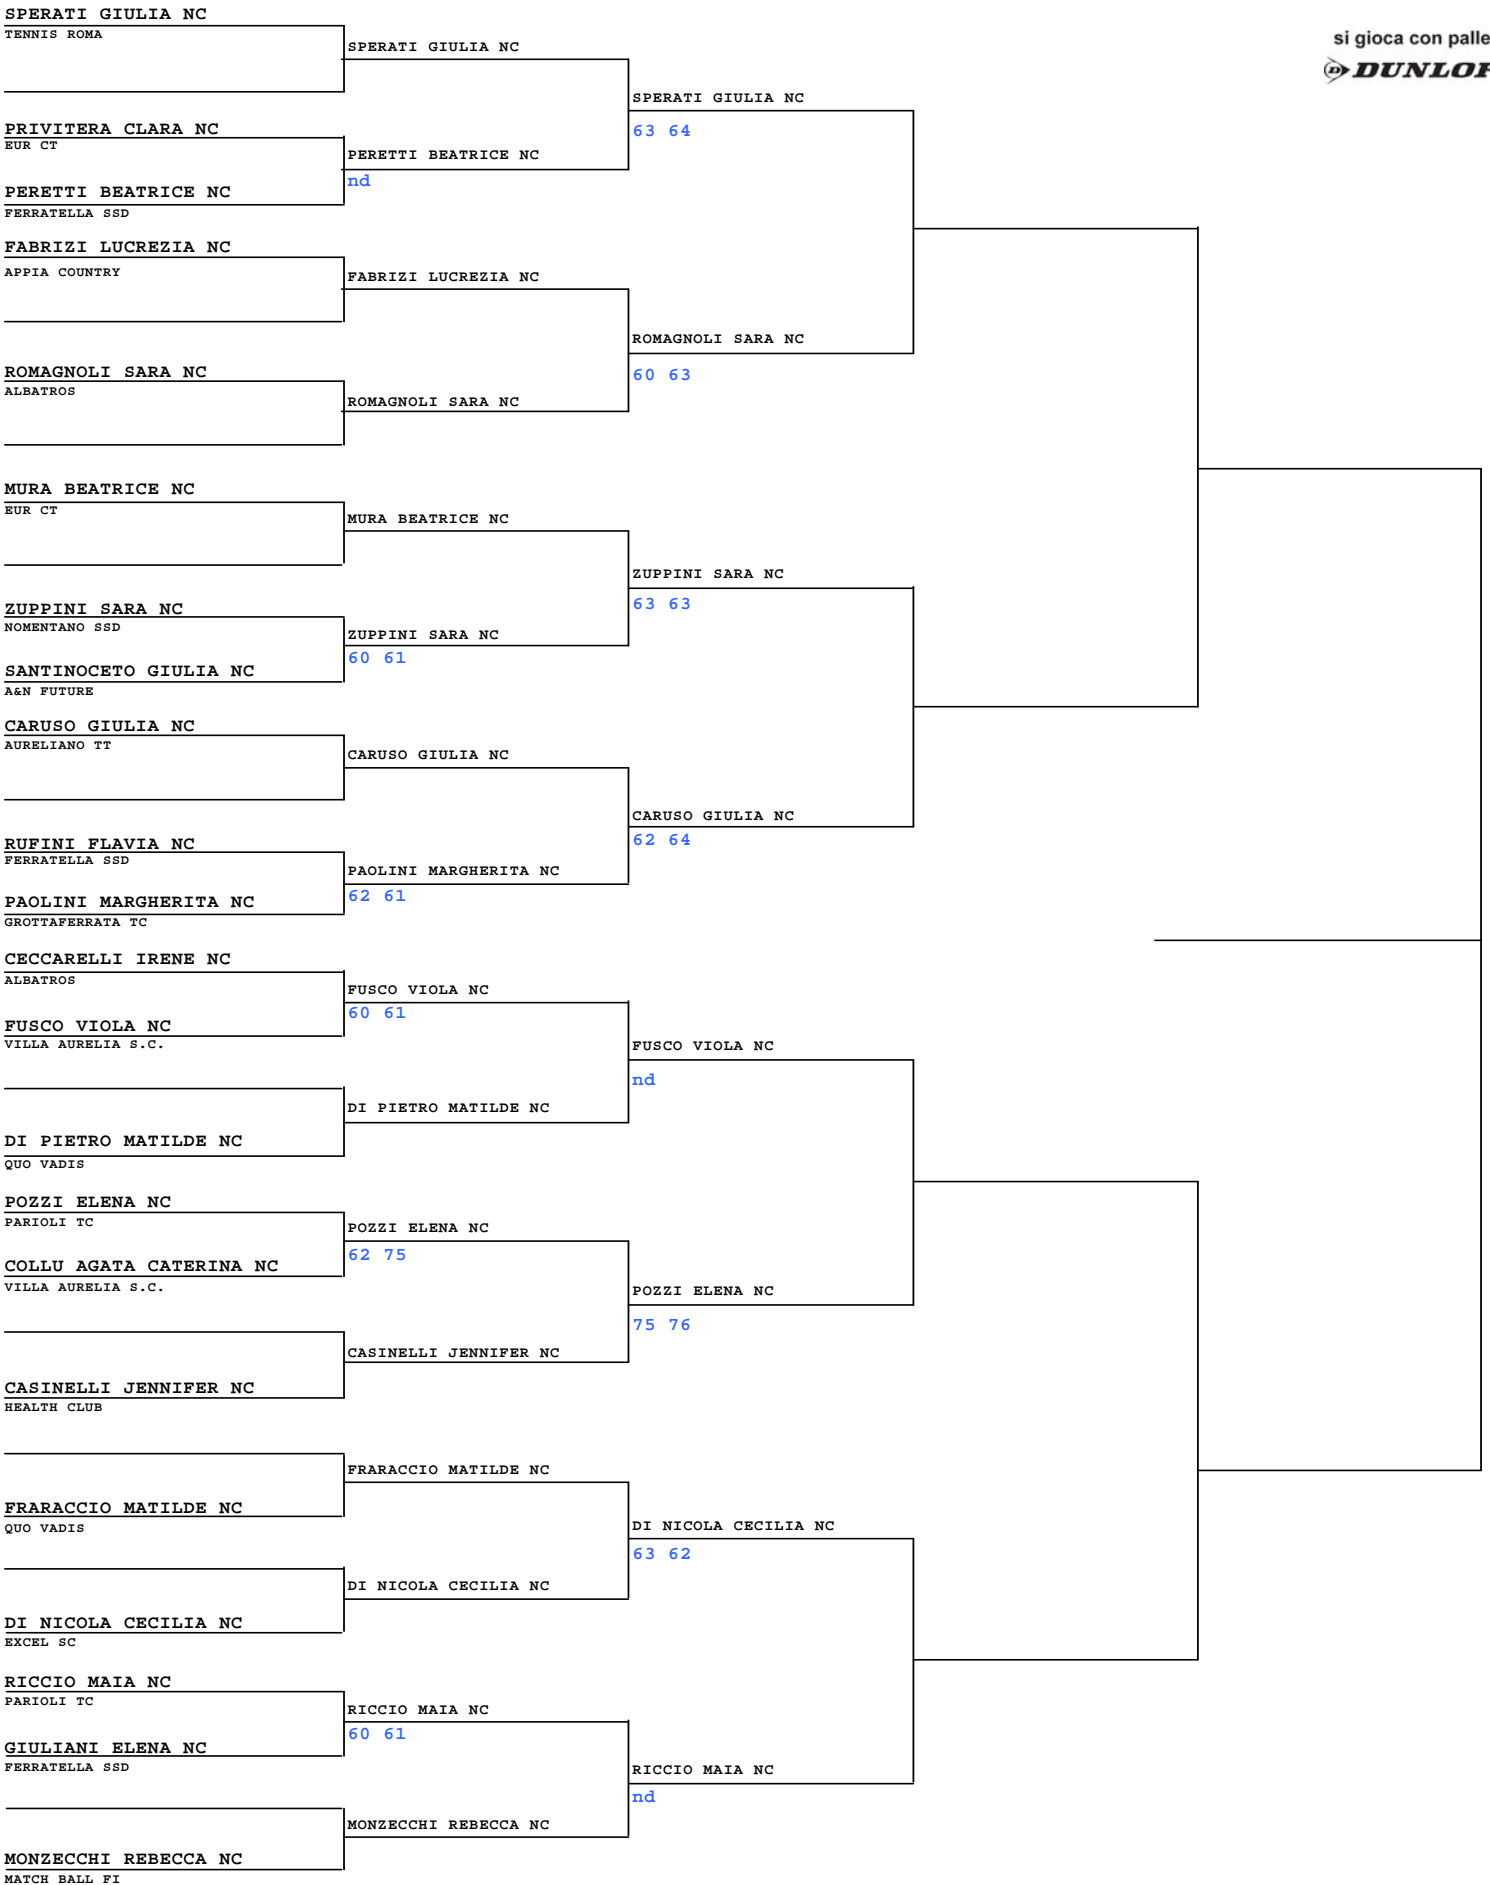 SPERATI GIULIA NC
TENNIS ROMA
SPERATI GIULIA NC
si gioca con palle
DUNLOP
SPERATI GIULIA NC
63 64
PRIVITERA CLARA NC
EUR CT
PERETTI BEATRICE NC
nd
PERETTI BEATRICE NC
FERRATELLA SSD
FABRIZI LUCREZIA NC
APPIA COUNTRY
FABRIZI LUCREZIA NC
ROMAGNOLI SARA NC
60 63
ROMAGNOLI SARA NC
ALBATROS
ROMAGNOLI SARA NC
MURA BEATRICE NC
EUR CT
MURA BEATRICE NC
ZUPPINI SARA NC
63 63
ZUPPINI SARA NC
NOMENTANO SSD
ZUPPINI SARA NC
60 61
SANTINOCETO GIULIA NC
A&N FUTURE
CARUSO GIULIA NC
AURELIANO TT
CARUSO GIULIA NC
CARUSO GIULIA NC
62 64
RUFINI FLAVIA NC
FERRATELLA SSD
PAOLINI MARGHERITA NC
62 61
PAOLINI MARGHERITA NC
GROTTAFERRATA TC
CECCARELLI IRENE NC
ALBATROS
FUSCO VIOLA NC
60 61
FUSCO VIOLA NC
VILLA AURELIA S.C.
FUSCO VIOLA NC
nd
DI PIETRO MATILDE NC
DI PIETRO MATILDE NC
QUO VADIS
POZZI ELENA NC
PARIOLI TC
POZZI ELENA NC
62 75
COLLU AGATA CATERINA NC
VILLA AURELIA S.C.
POZZI ELENA NC
75 76
CASINELLI JENNIFER NC
CASINELLI JENNIFER NC
HEALTH CLUB
FRARACCIO MATILDE NC
FRARACCIO MATILDE NC
QUO VADIS
DI NICOLA CECILIA NC
63 62
DI NICOLA CECILIA NC
DI NICOLA CECILIA NC
EXCEL SC
RICCIO MAIA NC
PARIOLI TC
RICCIO MAIA NC
60 61
GIULIANI ELENA NC
FERRATELLA SSD
RICCIO MAIA NC
nd
MONZECCHI REBECCA NC
MONZECCHI REBECCA NC
MATCH BALL FI